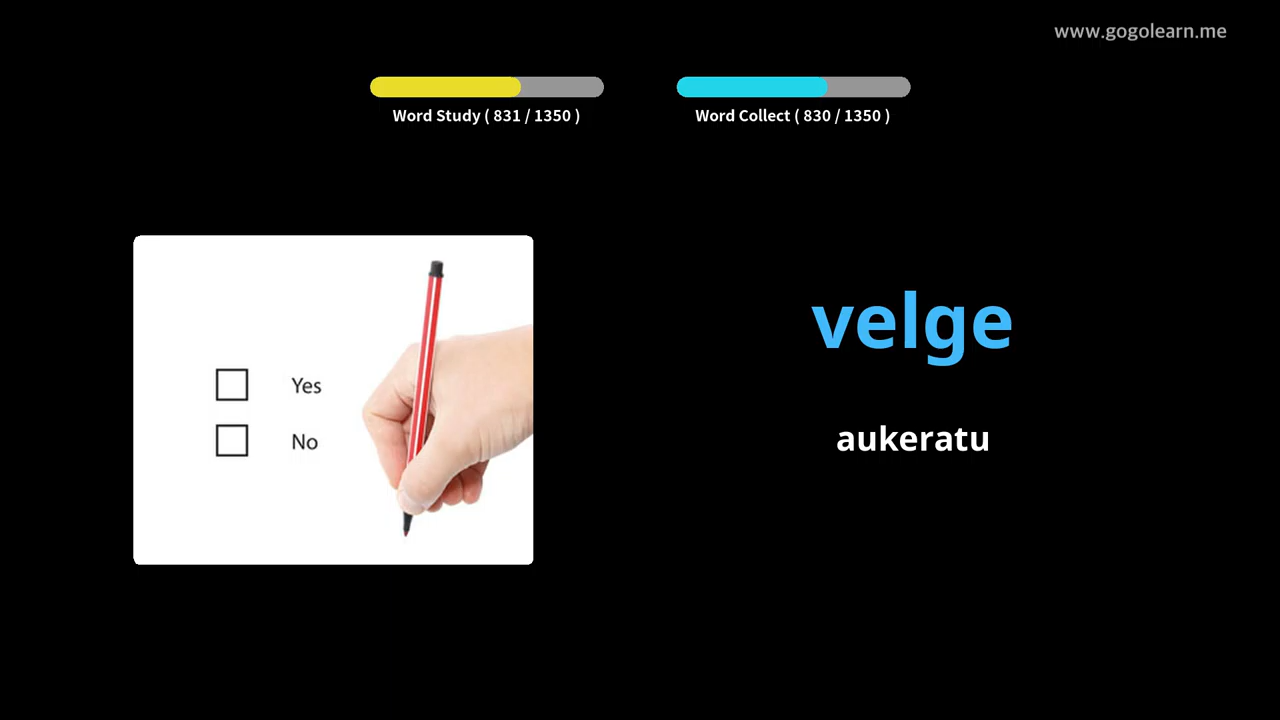 www.gogolearn.me
Word Study ( 831 / 1350 )
Word Collect ( 830 / 1350 )
Yes
No
velge
aukeratu